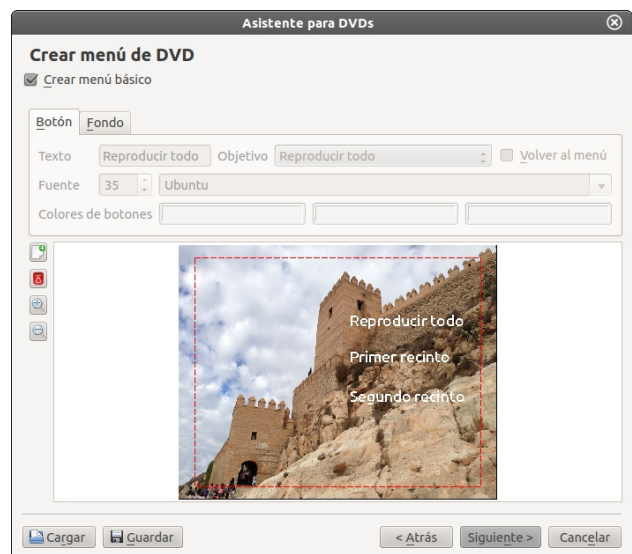 Asistente para DVDs
Crear menú de DVD
Crear menú básico
Botón Fondo
Texto Reproducir todo Objetivo Reproducir todo Volver al menú
Fuente 35 Ubuntu
Colores de botones
Reproducir todo
Primer recinto
Segundo recinto
Cargar Guardar < Atrás Siguiente > Cancelar